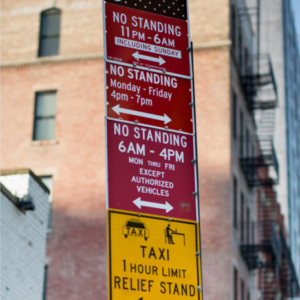 NO STANDING
11PM-6AM
INCLUDING SUNDAY
NO STANDING
Monday - Friday
4pm - 7pm
NO STANDING
6AM - 4PM
MON THRU FRI
EXCEPT
AUTHORIZED
VEHICLES
TAXI
TAXI
1 HOUR LIMIT
RELIEF STAND